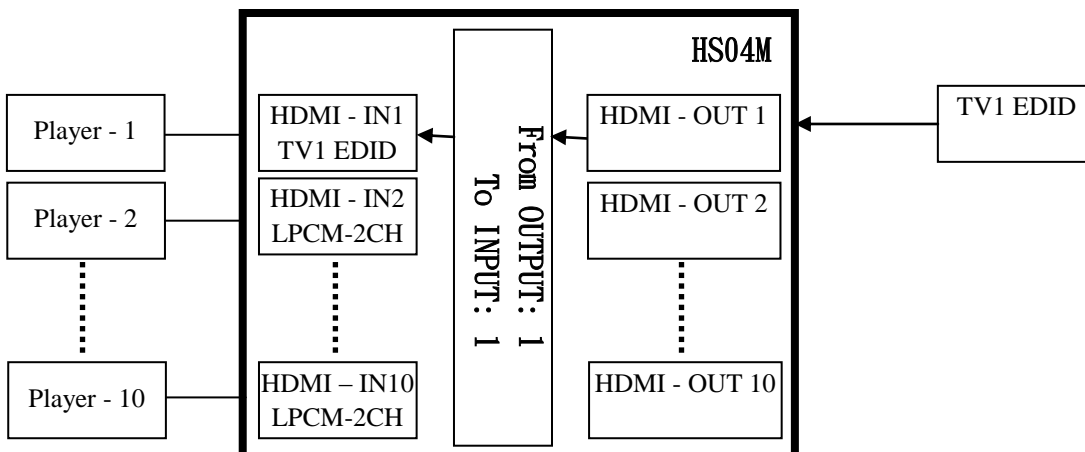 HS04M
Player - 1
HDMI - IN1
TV1 EDID
From OUTPUT: 1
To INPUT: 1
HDMI - OUT 1
TV1 EDID
Player - 2
HDMI - IN2
LPCM-2CH
HDMI - OUT 2
Player - 10
HDMI – IN10
LPCM-2CH
HDMI - OUT 10